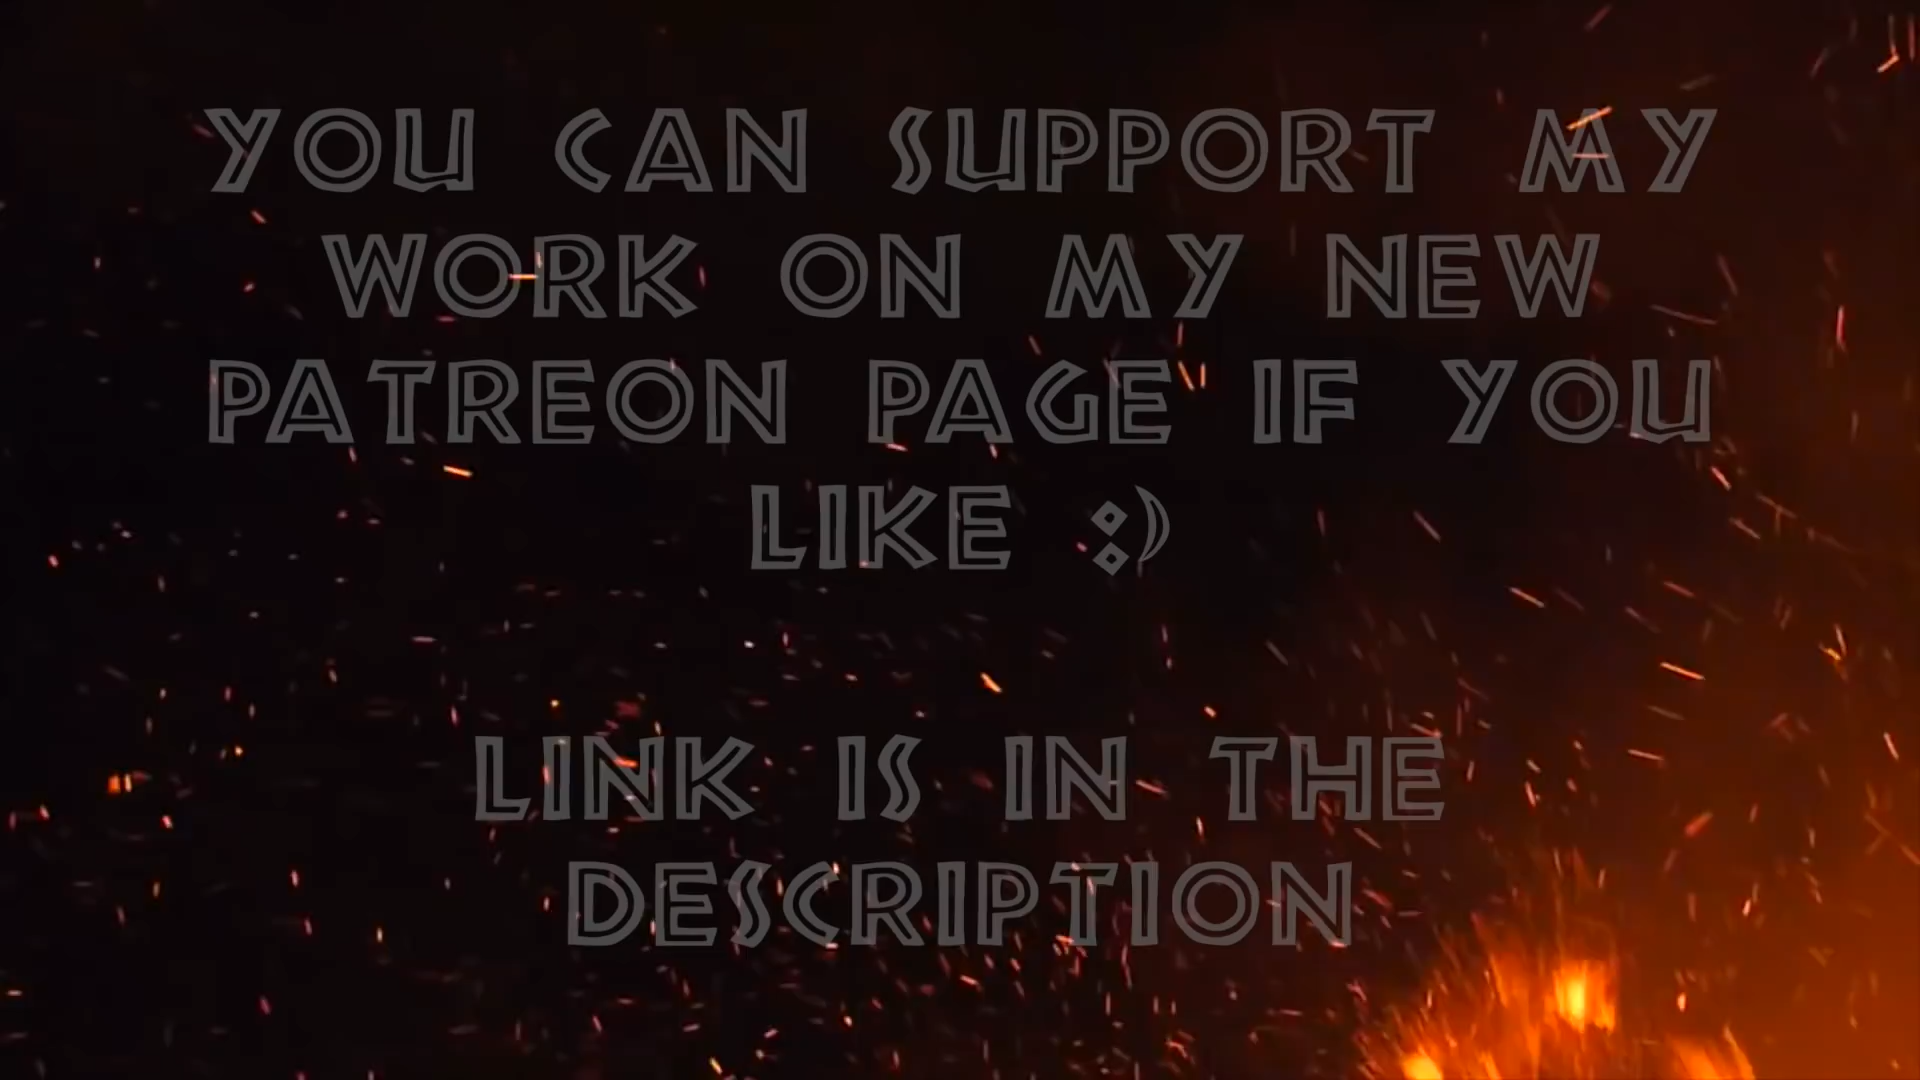 YOU CAN SUPPORT MY
WORK ON MY NEW
PATREON PAGE IF YOU
LIKE :)
LINK IS IN THE
DESCRIPTION